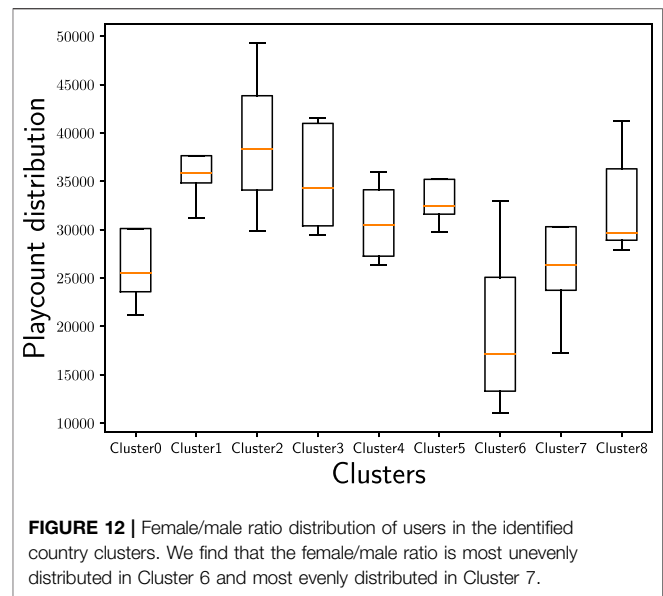 50000
45000
40000
35000
30000
25000
20000
15000
10000
Playcount distribution
Cluster0 Cluster1 Cluster2 Cluster3 Cluster4 Cluster5 Cluster6 Cluster7 Cluster8
Clusters
FIGURE 12 | Female/male ratio distribution of users in the identified
country clusters. We find that the female/male ratio is most unevenly
distributed in Cluster 6 and most evenly distributed in Cluster 7.